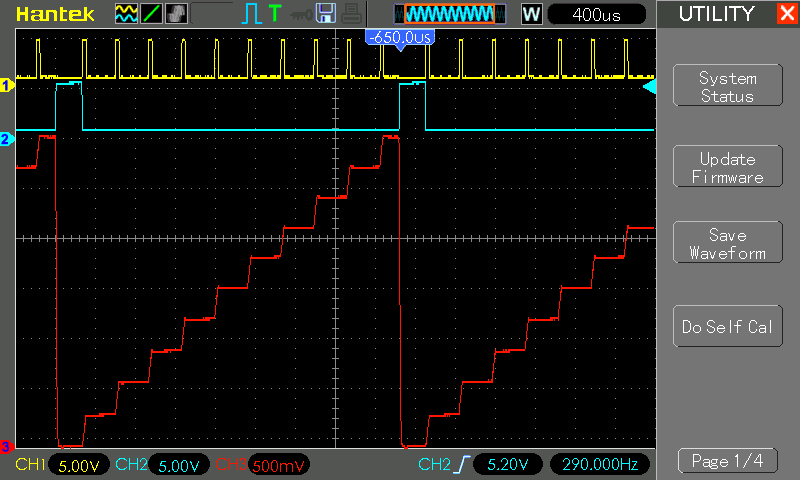 Hantek
T
W
400us
UTILITY
X
-650.0us
System
Status
1
2
Update
Firmware
Save
Waveform
Do Self Cal
3
CH1 5.00V CH2 5.00V CH3 500mV
CH2 5.20V 290.000Hz
Page 1/4